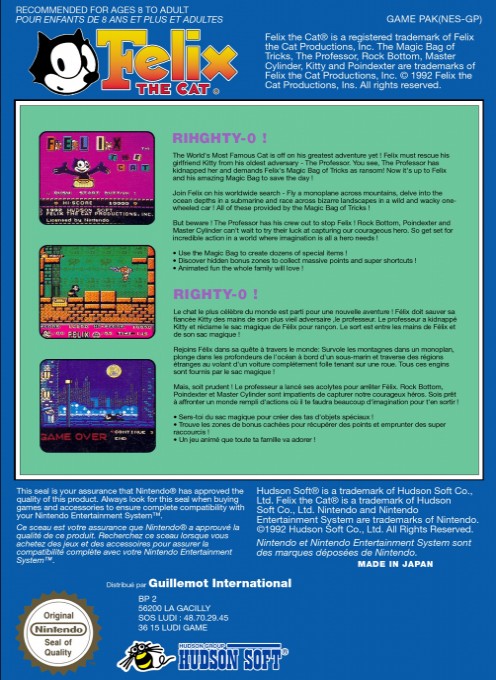 RECOMMENDED FOR AGES 8 TO ADULT
POUR ENFANTS DE 8 ANS ET PLUS ET ADULTES
GAME PAK(NES-GP)
Felix
THE CAT®
Felix the Cat® is a registered trademark of Felix
the Cat Productions, Inc. The Magic Bag of
Tricks, The Professor, Rock Bottom, Master
Cylinder, Kitty and Poindexter are trademarks of
Felix the Cat Productions, Inc. © 1992 Felix the
Cat Productions, Ins. All rights reserved.
RIHGHTY-0 !
The World's Most Famous Cat is off on his greatest adventure yet ! Felix must rescue his
girlfriend Kitty from his oldest adversary - The Professor. You see, The Professor has
kidnapped her and demands Felix's Magic Bag of Tricks as ransom! Now it's up to Felix
and his amazing Magic Bag to save the day !
Join Felix on his worldwide search - Fly a monoplane across mountains, delve into the
ocean depths in a submarine and race across bizarre landscapes in a wild and wacky one-
wheeled car ! All of these provided by the Magic Bag of Tricks !
But beware ! The Professor has his crew out to stop Felix ! Rock Bottom, Poindexter and
Master Cylinder can't wait to try their luck at capturing our courageous hero. So get set for
incredible action in a world where imagination is all a hero needs !
• Use the Magic Bag to create dozens of special items !
• Discover hidden bonus zones to collect massive points and super shortcuts !
• Animated fun the whole family will love !
RIGHTY-0 !
Le chat le plus célèbre du monde est parti pour une nouvelle aventure ! Félix doit sauver sa
fiancée Kitty des mains de son plus vieil adversaire ,le professeur. Le professeur a kidnappé
Kitty et réclame le sac magique de Félix pour rançon. Le sort est entre les mains de Félix et
de son sac magique !
Rejoins Félix dans sa quête à travers le monde: Survole les montagnes dans un monoplan,
plonge dans les profondeurs de l'océan à bord d'un sous-marin et traverse des régions
étranges au volant d'un voiture complètement folle tenant sur une roue. Tous ces engins
sont fournis par le sac magique !
Mais, soit prudent ! Le professeur a lancé ses acolytes pour arrêter Félix. Rock Bottom,
Poindexter et Master Cylinder sont impatients de capturer notre courageux héros. Sois prêt
à affronter un monde rempli d'actions où il te faudra beaucoup d'imagination pour t'en sortir !
• Sers-toi du sac magique pour créer des tas d'objets spéciaux !
• Trouve les zones de bonus cachées pour récupérer des points et emprunter des super
raccourcis !
• Un jeu animé que toute ta famille va adorer !
FELIX
THE
CAT
PUSH START BUTTON !
HI SCORE
1992 HUDSON SOFT
FELIX THE CAT PRODUCTIONS, INC.
Licensed by Nintendo
FELIX
GAME OVER
CONTINUE
END
This seal is your assurance that Nintendo® has approved the
quality of this product. Always look for this seal when buying
games and accessories to ensure complete compatibility with
your Nintendo Entertainment System™.
Ce sceau est votre assurance que Nintendo® a approuvé la
qualité de ce produit. Recherchez ce sceau lorsque vous
achetez des jeux et des accessoires pour assurer la
compatibilité complète avec votre Nintendo Entertainment
System™.
Hudson Soft® is a trademark of Hudson Soft Co.,
Ltd. Felix the Cat® is a trademark of Hudson
Soft Co., Ltd. Nintendo and Nintendo
Entertainment System are trademarks of Nintendo.
©1992 Hudson Soft Co., Ltd. All Rights Reserved.
Nintendo et Nintendo Entertainment System sont
des marques déposées de Nintendo.
MADE IN JAPAN
Distribué par Guillemot International
BP 2
56200 LA GACILLY
SOS LUDI : 48.70.29.45
36 15 LUDI GAME
Original
Nintendo
Seal of
Quality
HUDSON GROUP
HUDSON SOFT®